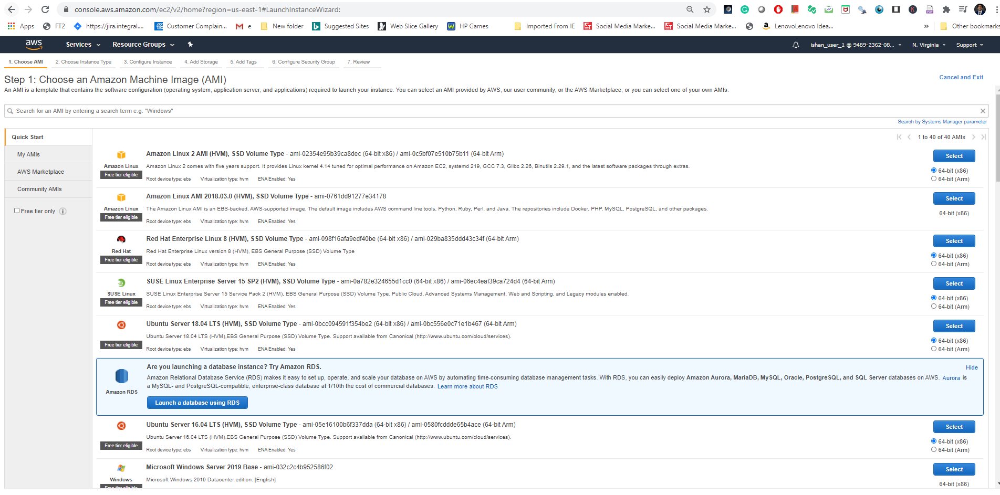 console.aws.amazon.com/ec2/v2/home?region=us-east-1#LaunchInstanceWizard:
Apps FT2 https://jira.integral.... Customer Complain... e New folder Suggested Sites Web Slice Gallery HP Games Imported From IE Social Media Marke... Social Media Marke... LenovoLenovo Idea... » Other bookmarks
aws Services Resource Groups ishan_user_1 @ 9489-2362-08... N. Virginia Support
1. Choose AMI 2. Choose Instance Type 3. Configure Instance 4. Add Storage 5. Add Tags 6. Configure Security Group 7. Review
Step 1: Choose an Amazon Machine Image (AMI)
Cancel and Exit
An AMI is a template that contains the software configuration (operating system, application server, and applications) required to launch your instance. You can select an AMI provided by AWS, our user community, or the AWS Marketplace; or you can select one of your own AMIs.
Search for an AMI by entering a search term e.g. "Windows"
Search by Systems Manager parameter
Quick Start
My AMIs
AWS Marketplace
Community AMIs
Free tier only
1 to 40 of 40 AMIs
Amazon Linux
Free tier eligible
Amazon Linux 2 AMI (HVM), SSD Volume Type - ami-02354e95b39ca8dec (64-bit x86) / ami-0c5bf07e510b75b11 (64-bit Arm)
Amazon Linux 2 comes with five years support. It provides Linux kernel 4.14 tuned for optimal performance on Amazon EC2, systemd 219, GCC 7.3, Glibc 2.26, Binutils 2.29.1, and the latest software packages through extras.
Root device type: ebs Virtualization type: hvm ENA Enabled: Yes
Select
64-bit (x86)
64-bit (Arm)
Amazon Linux
Free tier eligible
Amazon Linux AMI 2018.03.0 (HVM), SSD Volume Type - ami-0761dd91277e34178
The Amazon Linux AMI is an EBS-backed, AWS-supported image. The default image includes AWS command line tools, Python, Ruby, Perl, and Java. The repositories include Docker, PHP, MySQL, PostgreSQL, and other packages.
Root device type: ebs Virtualization type: hvm ENA Enabled: Yes
Select
64-bit (x86)
Red Hat
Free tier eligible
Red Hat Enterprise Linux 8 (HVM), SSD Volume Type - ami-098f16afa9edf40be (64-bit x86) / ami-029ba835ddd43c34f (64-bit Arm)
Red Hat Enterprise Linux version 8 (HVM), EBS General Purpose (SSD) Volume Type
Root device type: ebs Virtualization type: hvm ENA Enabled: Yes
Select
64-bit (x86)
64-bit (Arm)
SUSE Linux
Free tier eligible
SUSE Linux Enterprise Server 15 SP2 (HVM), SSD Volume Type - ami-0a782e324655d1cc0 (64-bit x86) / ami-06ec4eaf39ca724d4 (64-bit Arm)
SUSE Linux Enterprise Server 15 Service Pack 2 (HVM), EBS General Purpose (SSD) Volume Type. Public Cloud, Advanced Systems Management, Web and Scripting, and Legacy modules enabled.
Root device type: ebs Virtualization type: hvm ENA Enabled: Yes
Select
64-bit (x86)
64-bit (Arm)
Free tier eligible
Ubuntu Server 18.04 LTS (HVM), SSD Volume Type - ami-0bcc094591f354be2 (64-bit x86) / ami-0bc556e0c71e1b467 (64-bit Arm)
Ubuntu Server 18.04 LTS (HVM),EBS General Purpose (SSD) Volume Type. Support available from Canonical (http://www.ubuntu.com/cloud/services).
Root device type: ebs Virtualization type: hvm ENA Enabled: Yes
Select
64-bit (x86)
64-bit (Arm)
Amazon RDS
Are you launching a database instance? Try Amazon RDS.
Hide
Amazon Relational Database Service (RDS) makes it easy to set up, operate, and scale your database on AWS by automating time-consuming database management tasks. With RDS, you can easily deploy Amazon Aurora, MariaDB, MySQL, Oracle, PostgreSQL, and SQL Server databases on AWS. Aurora is
a MySQL- and PostgreSQL-compatible, enterprise-class database at 1/10th the cost of commercial databases. Learn more about RDS
Launch a database using RDS
Free tier eligible
Ubuntu Server 16.04 LTS (HVM), SSD Volume Type - ami-05e16100b6f337dda (64-bit x86) / ami-0580fcddde65b4ace (64-bit Arm)
Ubuntu Server 16.04 LTS (HVM),EBS General Purpose (SSD) Volume Type. Support available from Canonical (http://www.ubuntu.com/cloud/services).
Root device type: ebs Virtualization type: hvm ENA Enabled: Yes
Select
64-bit (x86)
64-bit (Arm)
Windows
Free tier eligible
Microsoft Windows Server 2019 Base - ami-032c2c4b952586f02
Microsoft Windows 2019 Datacenter edition. [English]
Select
64-bit (x86)